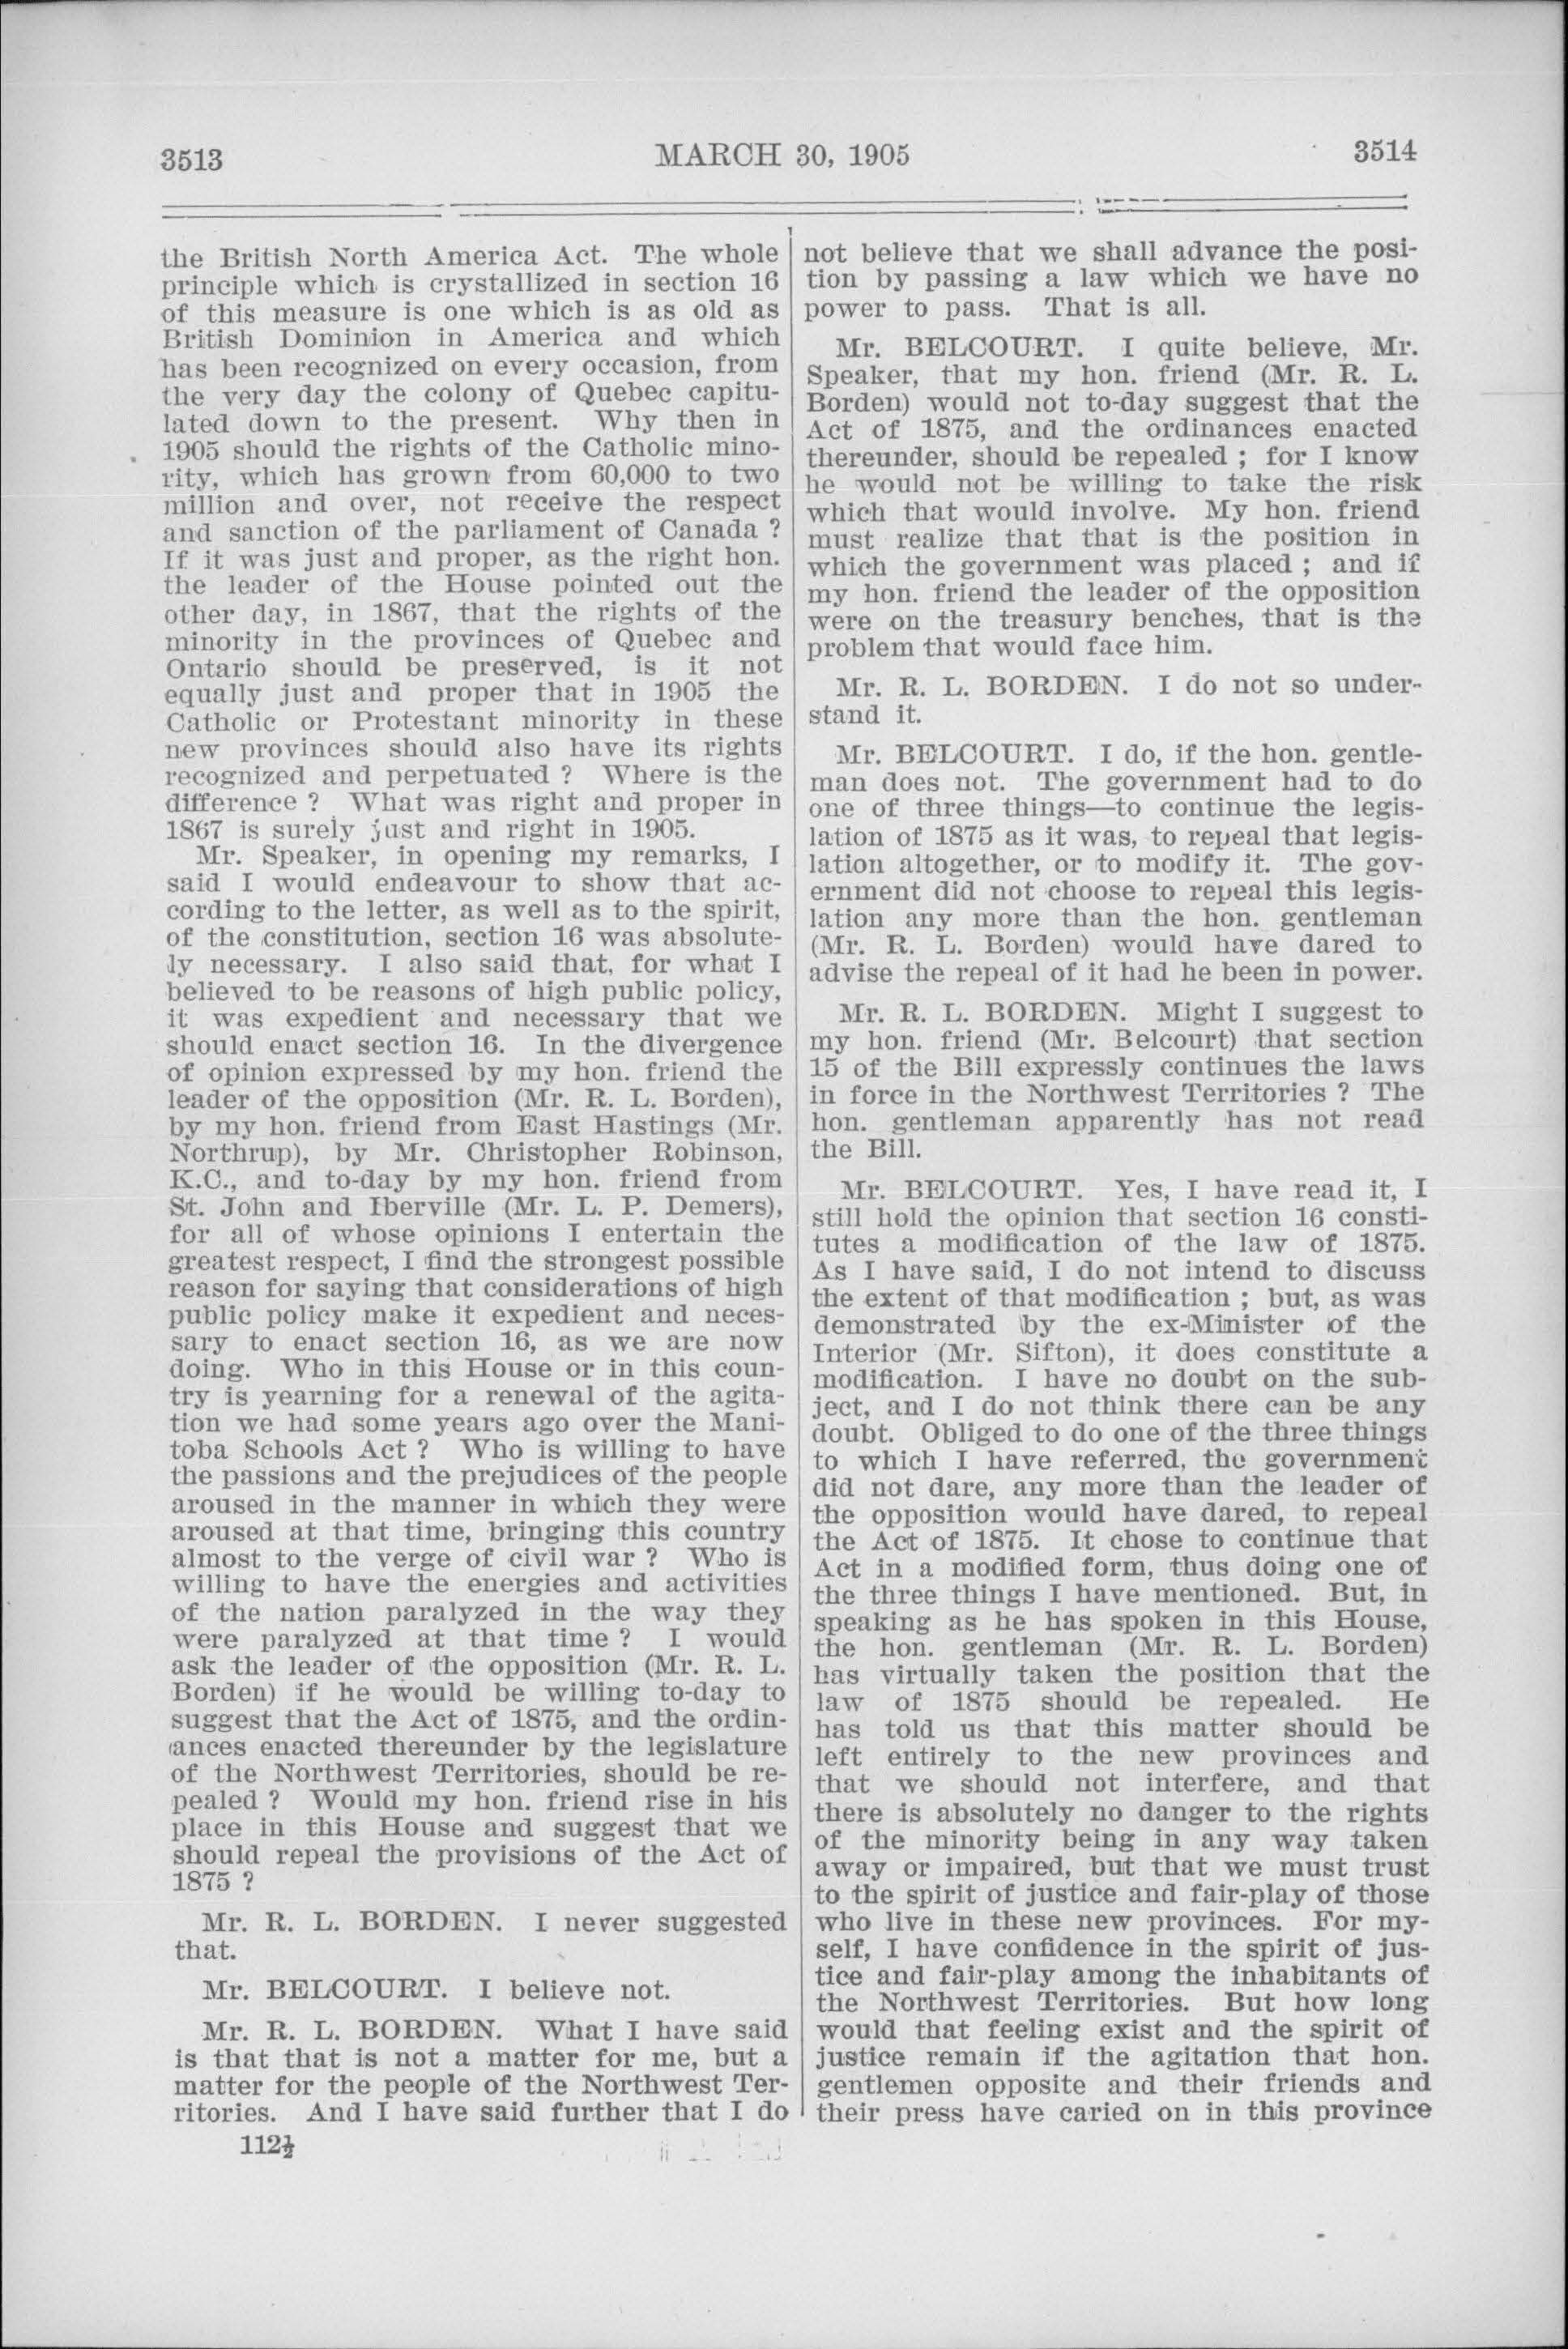 3513
MARCH 30, 1905
3514
the British North America Act. The whole
principle which is crystallized in section 16
of this measure is one which is as old as
British Dominion in America and which
has been recognized on every occasion, from
the very day the colony of Quebec capitu-
lated down to the present. Why then in
1905 should the rights of the Catholic mino-
rity, which has grown from 60,000 to two
million and over, not receive the respect
and sanction of the parliament of Canada ?
If it was just and proper, as the right hon.
the leader of the House pointed out the
other day, in 1867, that the rights of the
minority in the provinces of Quebec and
Ontario should be preserved, is it not
equally just and proper that in 1905 the
Catholic or Protestant minority in these
new provinces should also have its rights
recognized and perpetuated ? Where is the
difference ? What was right and proper in
1867 is surely just and right in 1905.
Mr. Speaker, in opening my remarks, I
said I would endeavour to show that ac-
cording to the letter, as well as to the spirit,
of the constitution, section 16 was absolute-
ly necessary. I also said that, for what I
believed to be reasons of high public policy,
it was expedient and necessary that we
should enact section 16. In the divergence
of opinion expressed by my hon. friend the
leader of the opposition (Mr. R. L. Borden),
by my hon. friend from East Hastings (Mr.
Northrup), by Mr. Christopher Robinson,
K.C., and to-day by my hon. friend from
St. John and Iberville (Mr. L. P. Demers),
for all of whose opinions I entertain the
greatest respect, I find the strongest possible
reason for saying that considerations of high
public policy make it expedient and neces-
sary to enact section 16, as we are now
doing. Who in this House or in this coun-
try is yearning for a renewal of the agita-
tion we had some years ago over the Mani-
toba Schools Act ? Who is willing to have
the passions and the prejudices of the people
aroused in the manner in which they were
aroused at that time, bringing this country
almost to the verge of civil war ? Who is
willing to have the energies and activities
of the nation paralyzed in the way they
were paralyzed at that time ? I would
ask the leader of the opposition (Mr. R. L.
Borden) if he would be willing to-day to
suggest that the Act of 1875, and the ordin-
ances enacted thereunder by the legislature
of the Northwest Territories, should be re-
pealed ? Would my hon. friend rise in his
place in this House and suggest that we
should repeal the provisions of the Act of
1875 ?
Mr. R. L. BORDEN. I never suggested
that.
Mr. BELCOURT. I believe not.
Mr. R. L. BORDEN. What I have said
is that that is not a matter for me, but a
matter for the people of the Northwest Ter-
ritories. And I have said further that I do
112½
not believe that we shall advance the posi-
tion by passing a law which we have no
power to pass. That is all.
Mr. BELCOURT. I quite believe, Mr.
Speaker, that my hon. friend (Mr. R. L.
Borden) would not to-day suggest that the
Act of 1875, and the ordinances enacted
thereunder, should be repealed ; for I know
he would not be willing to take the risk
which that would involve. My hon. friend
must realize that that is the position in
which the government was placed ; and if
my hon. friend the leader of the opposition
were on the treasury benches, that is the
problem that would face him.
Mr. R. L. BORDEN. I do not so under-
stand it.
Mr. BELCOURT. I do, if the hon. gentle-
man does not. The government had to do
one of three things—to continue the legis-
lation of 1875 as it was, to repeal that legis-
lation altogether, or to modify it. The gov-
ernment did not choose to repeal this legis-
lation any more than the hon. gentleman
(Mr. R. L. Borden) would have dared to
advise the repeal of it had he been in power.
Mr. R. L. BORDEN. Might I suggest to
my hon. friend (Mr. Belcourt) that section
15 of the Bill expressly continues the laws
in force in the Northwest Territories ? The
hon. gentleman apparently has not read
the Bill.
Mr. BELCOURT. Yes, I have read it, I
still hold the opinion that section 16 consti-
tutes a modification of the law of 1875.
As I have said, I do not intend to discuss
the extent of that modification ; but, as was
demonstrated by the ex-Minister of the
Interior (Mr. Sifton), it does constitute a
modification. I have no doubt on the sub-
ject, and I do not think there can be any
doubt. Obliged to do one of the three things
to which I have referred, the government
did not dare, any more than the leader of
the opposition would have dared, to repeal
the Act of 1875. It chose to continue that
Act in a modified form, thus doing one of
the three things I have mentioned. But, in
speaking as he has spoken in this House,
the hon. gentleman (Mr. R. L. Borden)
has virtually taken the position that the
law of 1875 should be repealed. He
has told us that this matter should be
left entirely to the new provinces and
that we should not interfere, and that
there is absolutely no danger to the rights
of the minority being in any way taken
away or impaired, but that we must trust
to the spirit of justice and fair-play of those
who live in these new provinces. For my-
self, I have confidence in the spirit of jus-
tice and fair-play among the inhabitants of
the Northwest Territories. But how long
would that feeling exist and the spirit of
justice remain if the agitation that hon.
gentlemen opposite and their friends and
their press have caried on in this province